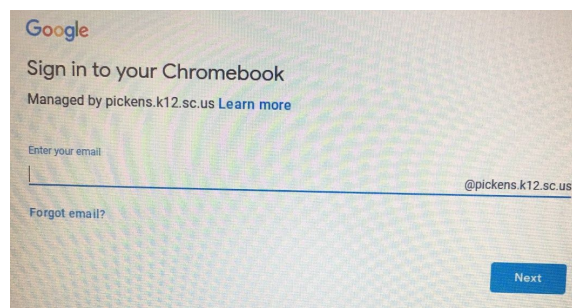 Google
Sign in to your Chromebook
Managed by pickens.k12.sc.us Learn more
Enter your email
@pickens.k12.sc.us
Forgot email?
Next